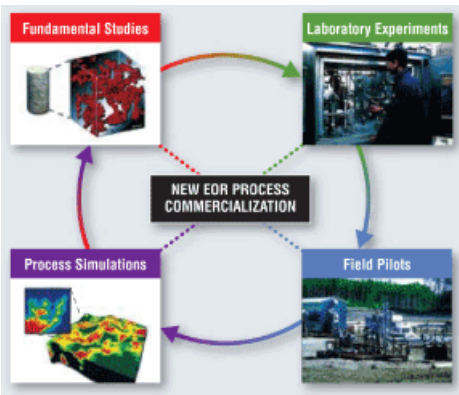 Fundamental Studies
Laboratory Experiments
NEW EOR PROCESS
COMMERCIALIZATION
Process Simulations
Field Pilots